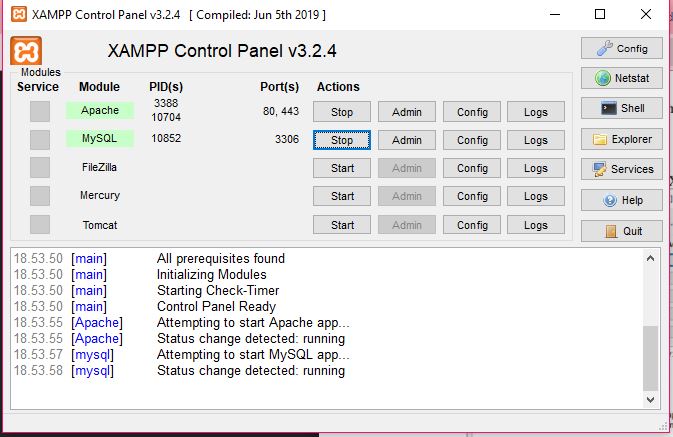 XAMPP Control Panel v3.2.4 [ Compiled: Jun 5th 2019 ]
XAMPP Control Panel v3.2.4
Config
Modules
Service Module PID(s) Port(s) Actions
Netstat
Apache 3388 10704 80, 443 Stop Admin Config Logs
Shell
MySQL 10852 3306 Stop Admin Config Logs
Explorer
FileZilla Start Admin Config Logs
Services
Mercury Start Admin Config Logs
Help
Tomcat Start Admin Config Logs
Quit
18.53.50 [main] All prerequisites found
18.53.50 [main] Initializing Modules
18.53.50 [main] Starting Check-Timer
18.53.50 [main] Control Panel Ready
18.53.55 [Apache] Attempting to start Apache app...
18.53.55 [Apache] Status change detected: running
18.53.57 [mysql] Attempting to start MySQL app...
18.53.58 [mysql] Status change detected: running